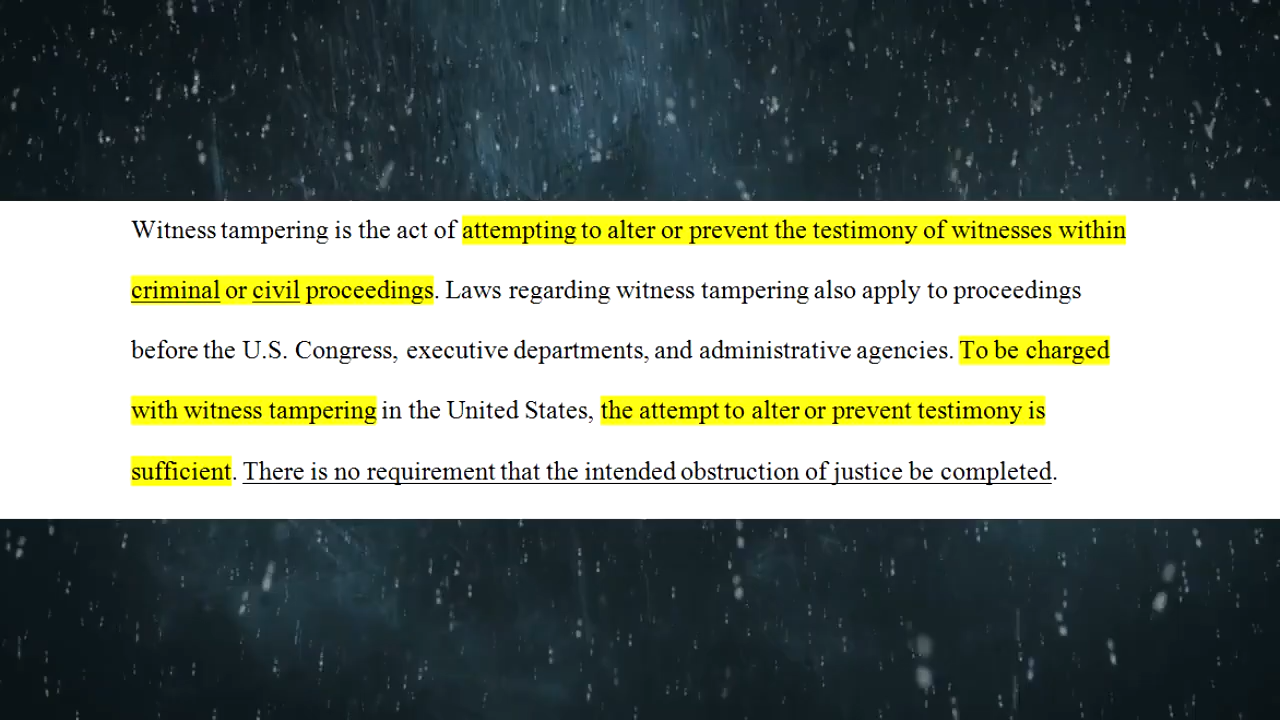 Witness tampering is the act of attempting to alter or prevent the testimony of witnesses within
criminal or civil proceedings. Laws regarding witness tampering also apply to proceedings
before the U.S. Congress, executive departments, and administrative agencies. To be charged
with witness tampering in the United States, the attempt to alter or prevent testimony is
sufficient. There is no requirement that the intended obstruction of justice be completed.